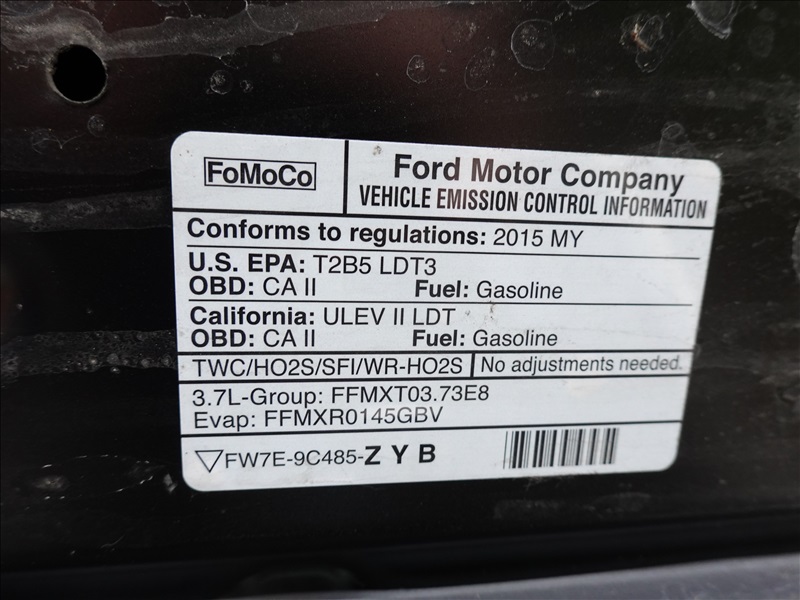 FoMoCo
Ford Motor Company
VEHICLE EMISSION CONTROL INFORMATION
Conforms to regulations: 2015 MY
U.S. EPA: T2B5 LDT3
OBD: CA II Fuel: Gasoline
California: ULEV II LDT
OBD: CA II Fuel: Gasoline
TWC/HO2S/SFI/WR-HO2S No adjustments needed.
3.7L-Group: FFMXT03.73E8
Evap: FFMXR0145GBV
FW7E-9C485-Z Y B